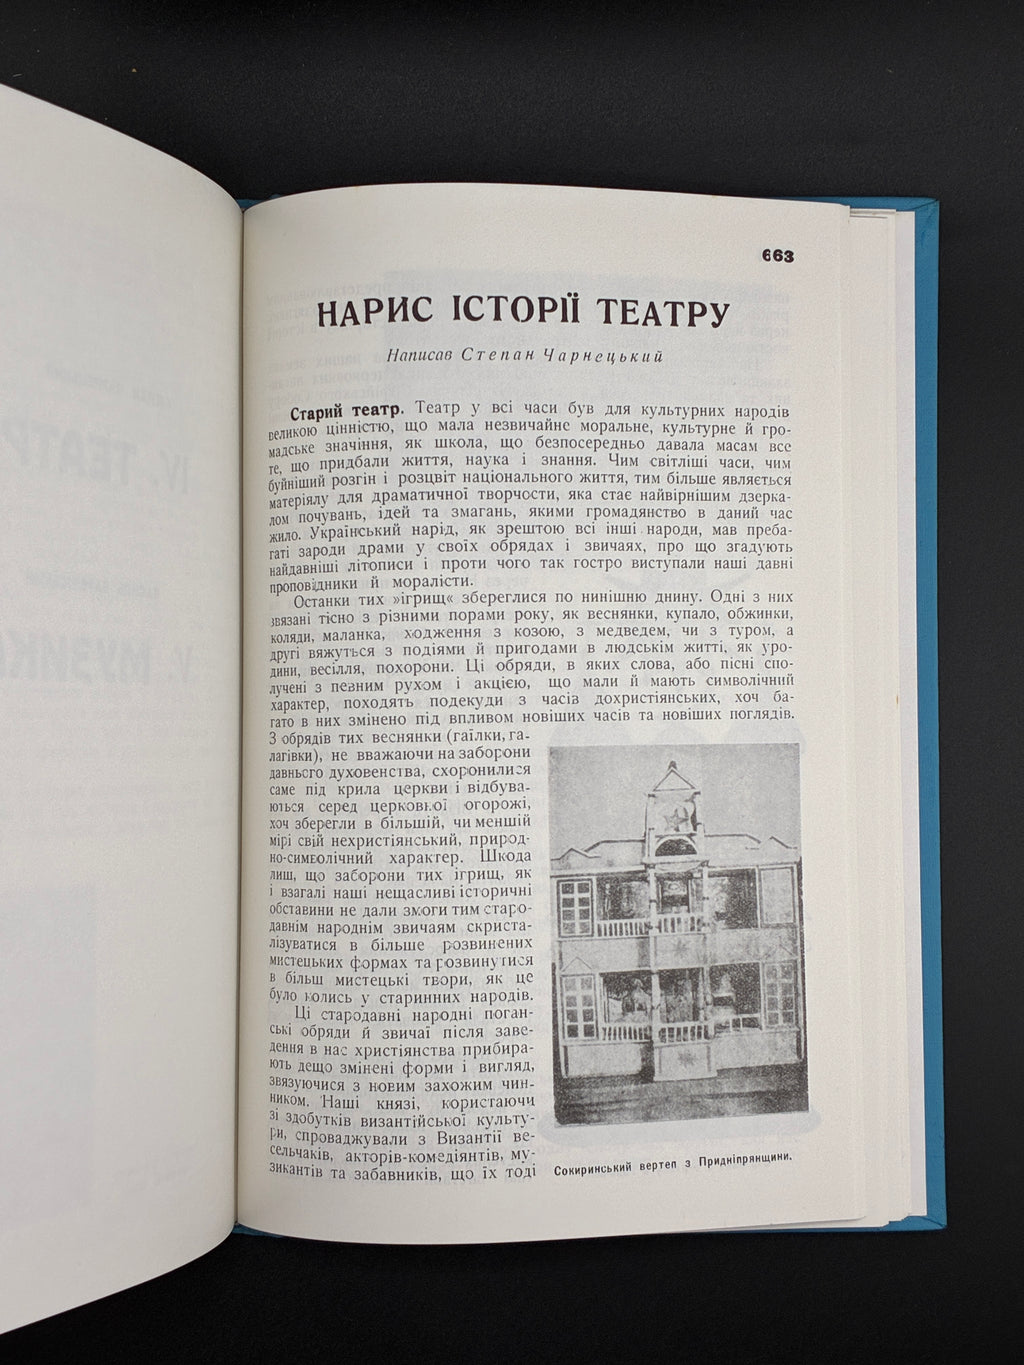 663
НАРИС ІСТОРІЇ ТЕАТРУ
Написав Степан Чарнецький
Старий театр. Театр у всі часи був для культурних народів
великою цінністю, що мала незвичайне моральне, культурне й гро-
мадське значіння, як школа, що безпосередньо давала масам все
те, що придбали життя, наука і знання. Чим світліші часи, чим
буйніший розгін і розцвіт національного життя, тим більше являється
матеріялу для драматичної творчости, яка стає найвірнішим дзерка-
лом почувань, ідей та змагань, якими громадянство в даний час
жило. Український нарід, як зрештою всі інші народи, мав преба-
гаті зароди драми у своїх обрядах і звичаях, про що згадують
найдавніші літописи і проти чого так гостро виступали наші давні
проповідники й моралісти.
Останки тих »ігрищ« збереглися по нинішню днину. Одні з них
звязані тісно з різними порами року, як веснянки, купало, обжинки,
коляди, маланка, ходження з козою, з медведем, чи з туром, а
другі вяжуться з подіями й пригодами в людськім житті, як уро-
дини, весілля, похорони. Ці обряди, в яких слова, або пісні спо-
лучені з певним рухом і акцією, що мали й мають символічний
характер, походять подекуди з часів дохристіянських, хоч ба-
гато в них змінено під впливом новіших часів та новіших поглядів.
З обрядів тих веснянки (гаїлки, га-
лагівки), не вважаючи на заборони
давнього духовенства, схоронилися
саме під крила церкви і відбува-
ються серед церковної огорожі,
хоч зберегли в більшій, чи меншій
мірі свій нехристіянський, природ-
но-символічний характер. Шкода
лиш, що заборони тих ігрищ, як
і взагалі наші нещасливі історичні
обставини не дали змоги тим старо-
давнім народнім звичаям скриста-
лізуватися в більше розвинених
мистецьких формах та розвинутися
в більш мистецькі твори, як це
було колись у старинних народів.
Ці стародавні народні поган-
ські обряди й звичаї після заве-
дення в нас християнства прибира-
ють дещо змінені форми і вигляд,
звязуючися з новим захожим чин-
ником. Наші князі, користаючи
зі здобутків византійської культу-
ри, спроваджували з Византії ве-
сельчаків, акторів-комедіянтів, му-
зикантів та забавників, що їх тоді
Сокиринський вертеп з Придніпрянщини.